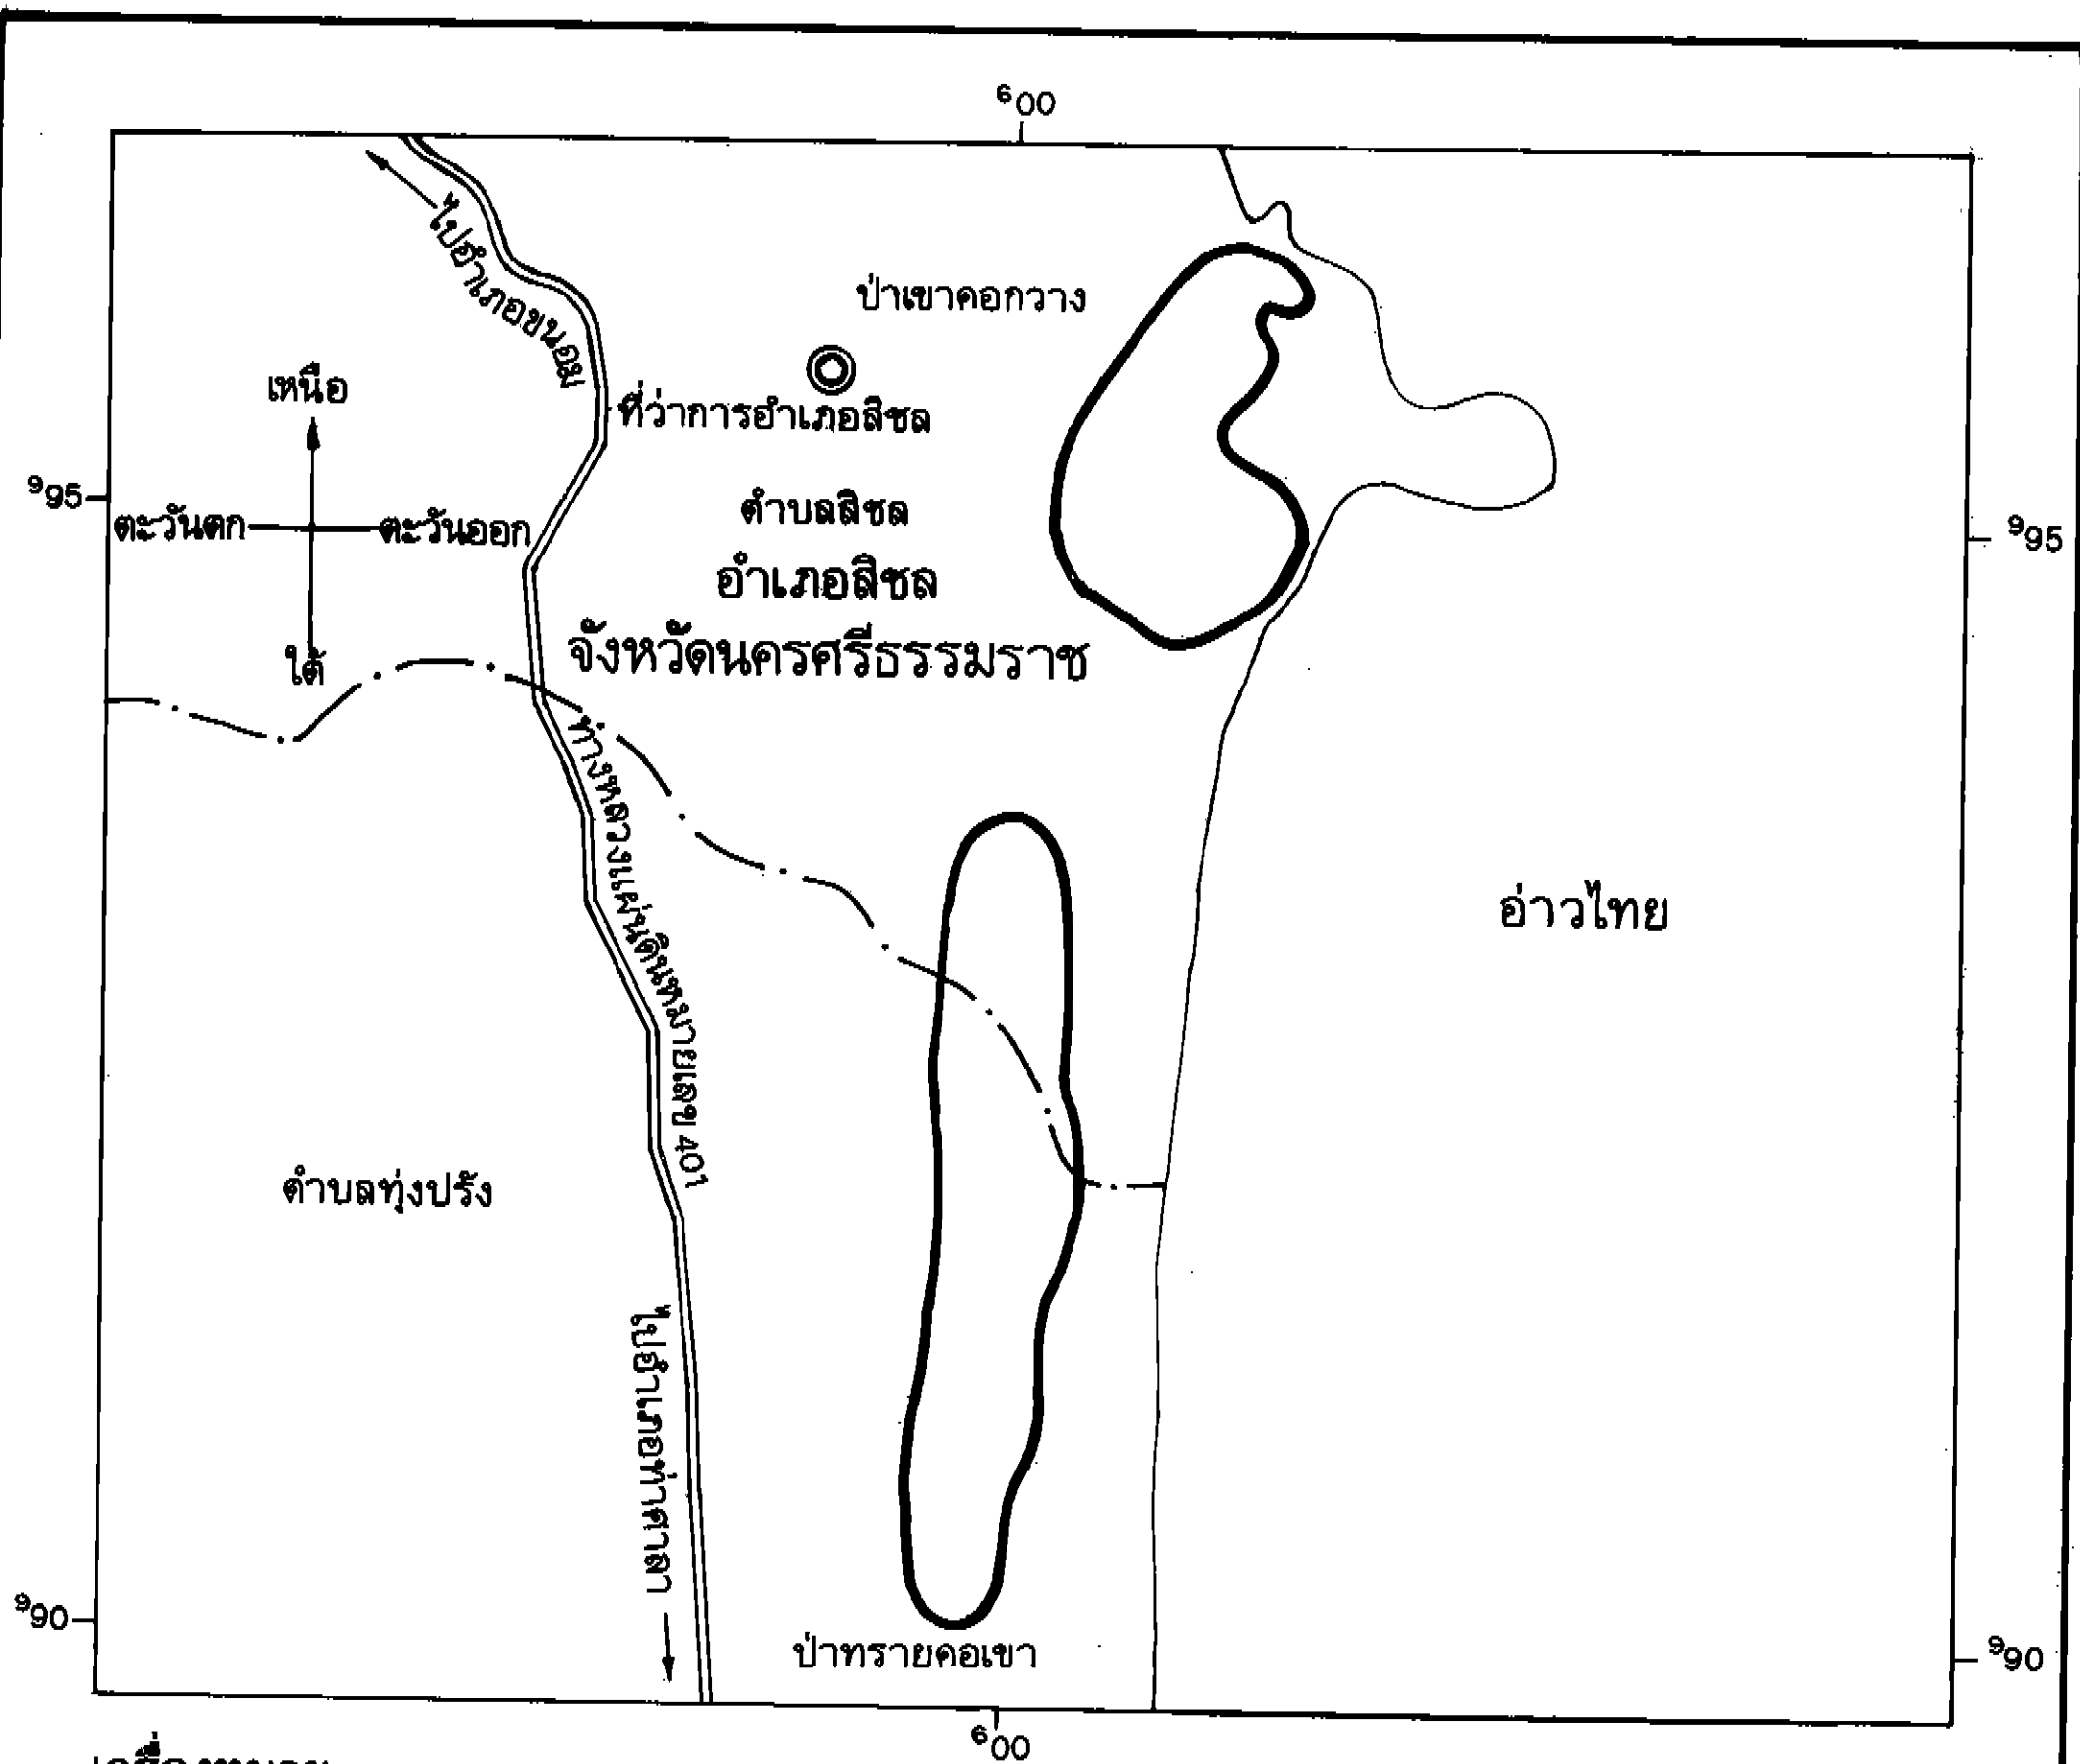 ⁶00
ไปอำเภอขนอม
ป่าเขาคอกวาง
เหนือ
ที่ว่าการอำเภอสิชล
⁹95
ตะวันตก
ตะวันออก
ตำบลสิชล
⁹95
อำเภอสิชล
จังหวัดนครศรีธรรมราช
ใต้
ทางหลวงแผ่นดินหมายเลข 401
อ่าวไทย
ตำบลทุ่งปรัง
ไปอำเภอท่าศาลา
⁹90
ป่าทรายคอเขา
⁹90
⁶00